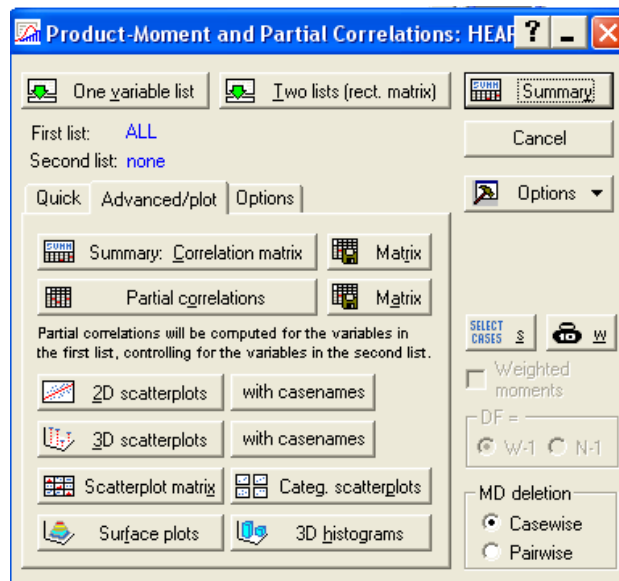 Product-Moment and Partial Correlations: HEAF
One variable list
Two lists (rect. matrix)
Summary
First list: ALL
Second list: none
Cancel
Quick
Advanced/plot
Options
Options
Summary: Correlation matrix
Matrix
Partial correlations
Matrix
Partial correlations will be computed for the variables in
the first list, controlling for the variables in the second list.
SELECT
CASES S
W
2D scatterplots
with casenames
Weighted
moments
3D scatterplots
with casenames
DF =
W-1
N-1
Scatterplot matrix
Categ. scatterplots
MD deletion
Surface plots
3D histograms
Casewise
Pairwise